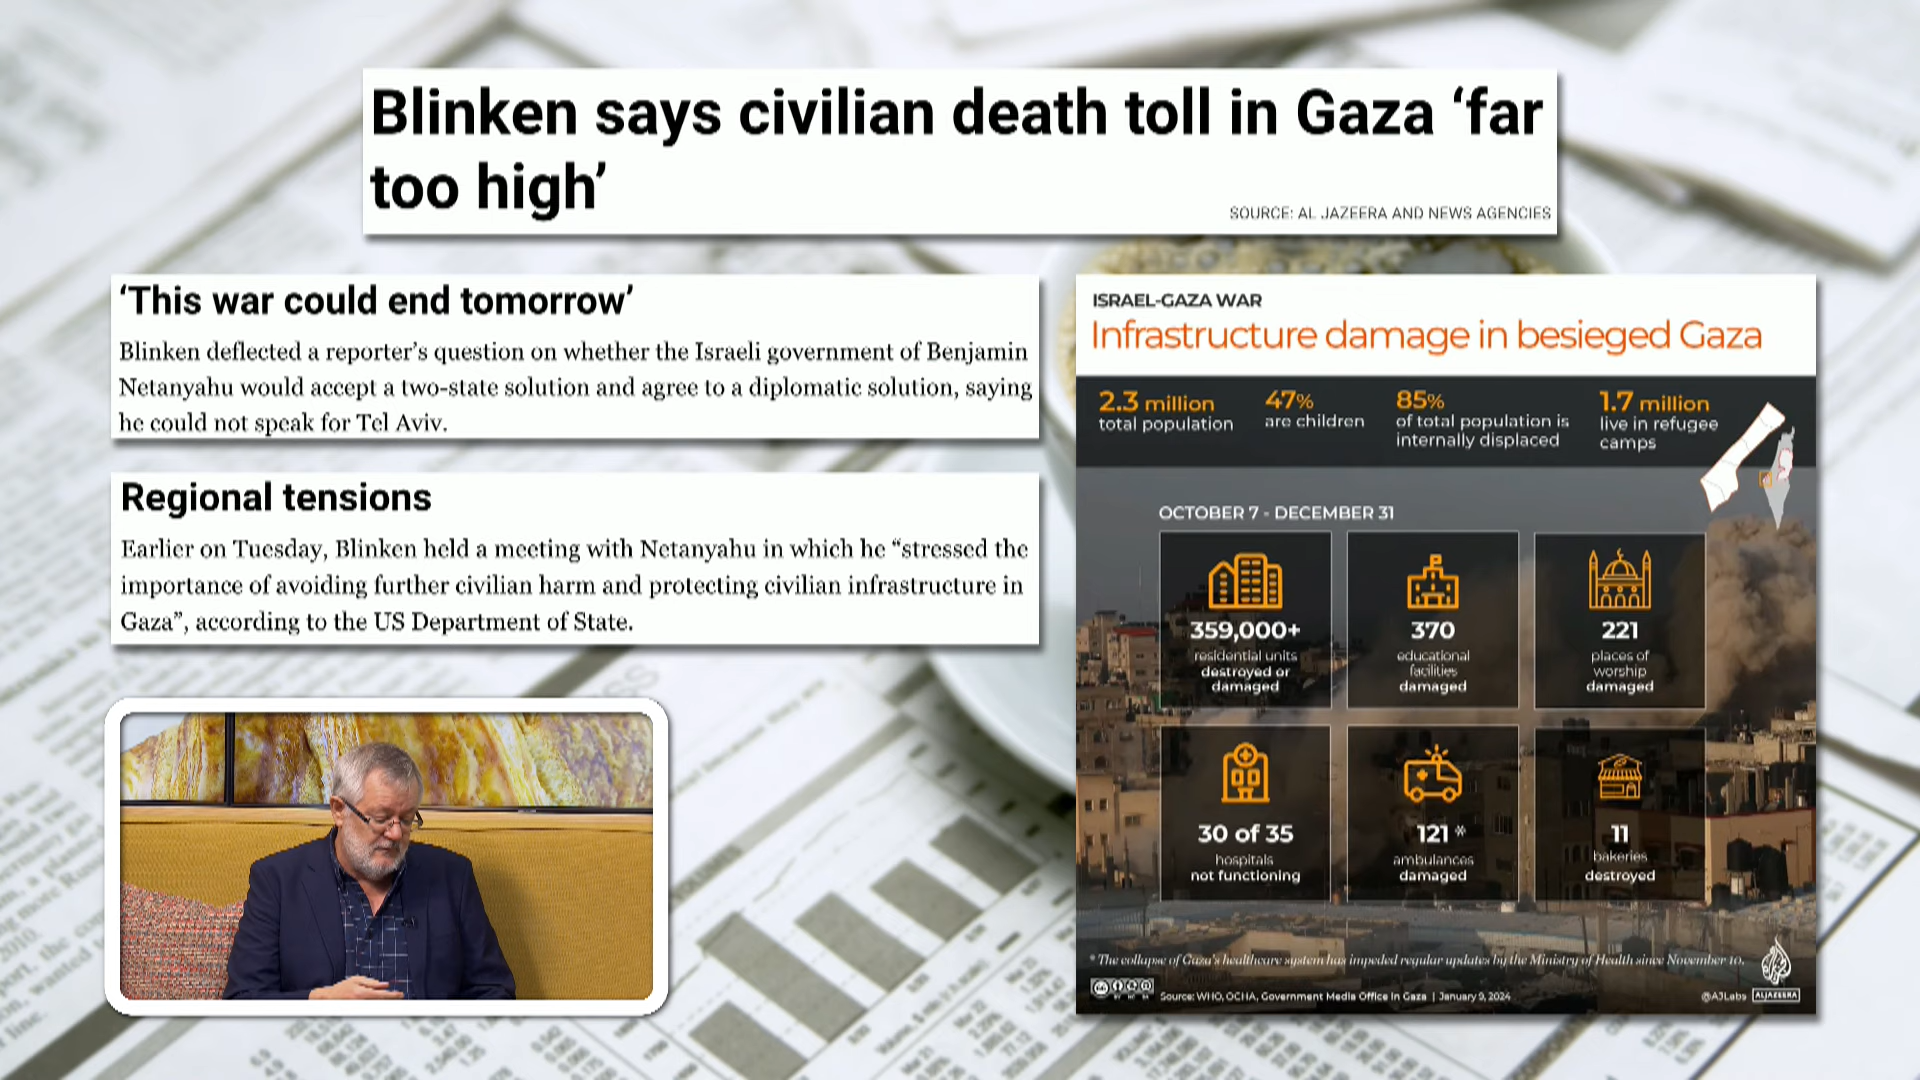 Blinken says civilian death toll in Gaza ‘far
too high’
SOURCE: AL JAZEERA AND NEWS AGENCIES
‘This war could end tomorrow’
Blinken deflected a reporter’s question on whether the Israeli government of Benjamin
Netanyahu would accept a two-state solution and agree to a diplomatic solution, saying
he could not speak for Tel Aviv.
Regional tensions
Earlier on Tuesday, Blinken held a meeting with Netanyahu in which he “stressed the
importance of avoiding further civilian harm and protecting civilian infrastructure in
Gaza”, according to the US Department of State.
ISRAEL-GAZA WAR
Infrastructure damage in besieged Gaza
2.3 million
total population
47%
are children
85%
of total population is
internally displaced
1.7 million
live in refugee
camps
OCTOBER 7 - DECEMBER 31
359,000+
residential units
destroyed or
damaged
370
educational
facilities
damaged
221
places of
worship
damaged
30 of 35
hospitals
not functioning
121 *
ambulances
damaged
11
bakeries
destroyed
* The collapse of Gaza's healthcare system has impeded regular updates by the Ministry of Health since November 10.
Source: WHO, OCHA, Government Media Office in Gaza | January 9, 2024
@AJLabs ALJAZEERA